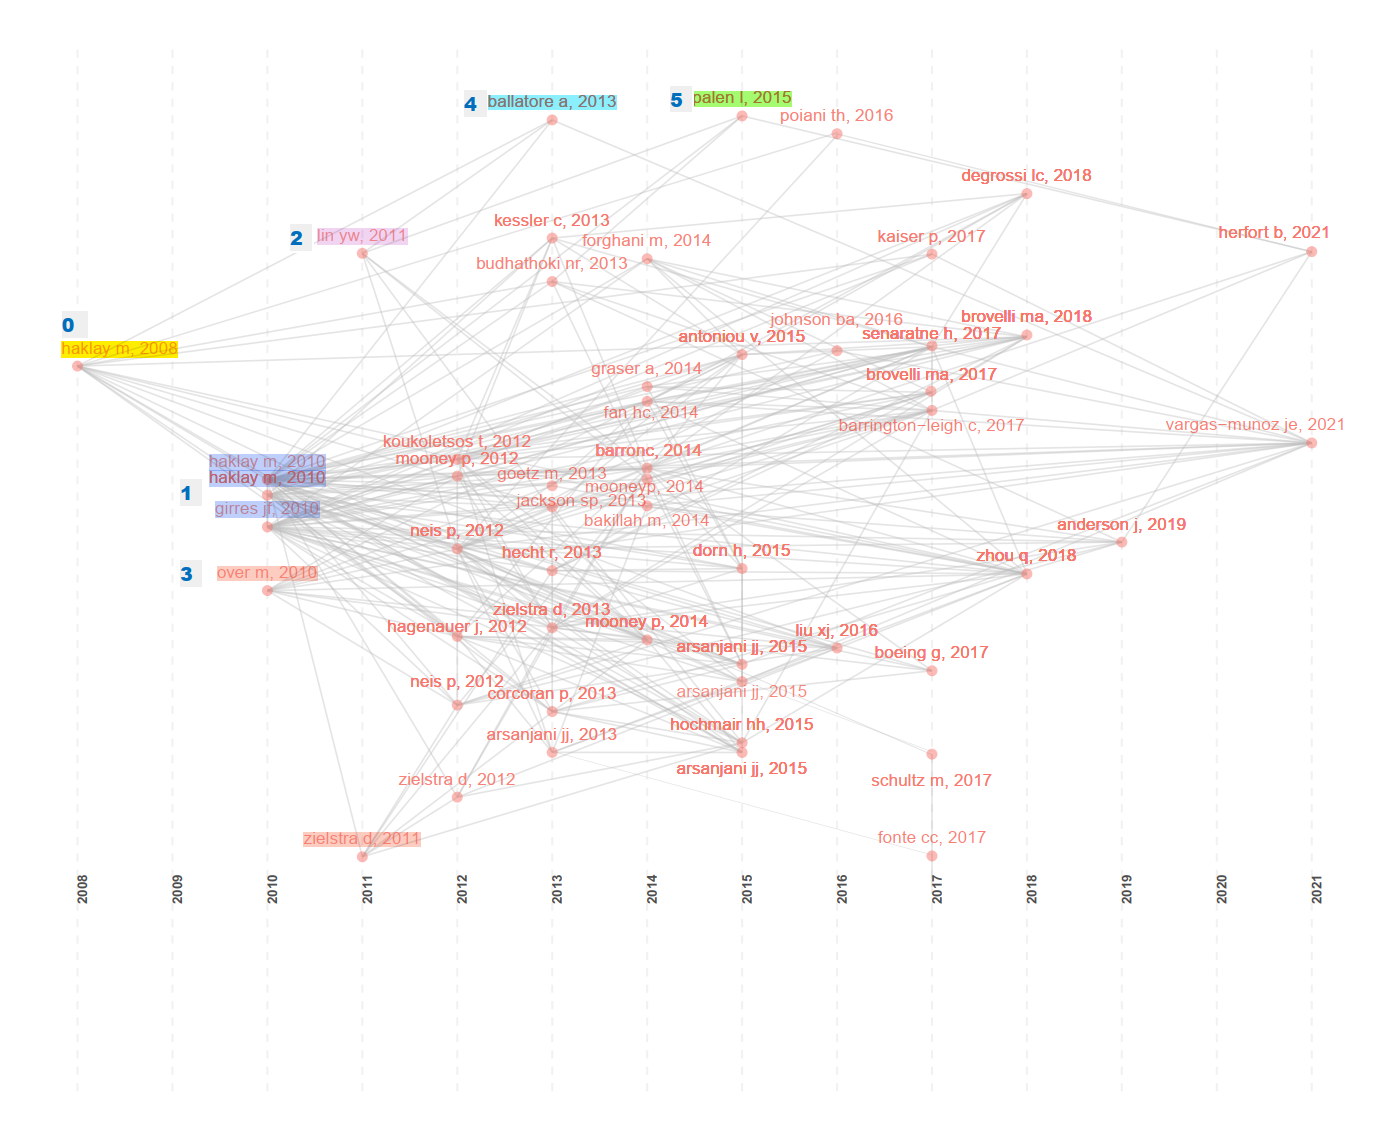 4 ballatore a, 2013
5 palen l, 2015
poiani th, 2016
degrossi lc, 2018
kessler c, 2013
2 lin yw, 2011
forghani m, 2014
kaiser p, 2017
herfort b, 2021
budhathoki nr, 2013
0
haklay m, 2008
johnson ba, 2016
brovelli ma, 2018
antoniou v, 2015
senaratne h, 2017
graser a, 2014
brovelli ma, 2017
fan hc, 2014
barrington-leigh c, 2017
vargas-munoz je, 2021
koukoletsos t, 2012
mooney p, 2012
barronc, 2014
haklay m, 2010
haklay m, 2010
goetz m, 2013
mooneyp, 2014
1
jackson sp, 2013
girres jf, 2010
bakillah m, 2014
anderson j, 2019
neis p, 2012
hecht r, 2013
dorn h, 2015
zhou q, 2018
3 over m, 2010
zielstra d, 2013
mooney p, 2014
hagenauer j, 2012
liu xj, 2016
arsanjani jj, 2015
boeing g, 2017
neis p, 2012
corcoran p, 2013
arsanjani jj, 2015
hochmair hh, 2015
arsanjani jj, 2013
arsanjani jj, 2015
zielstra d, 2012
schultz m, 2017
zielstra d, 2011
fonte cc, 2017
2008
2009
2010
2011
2012
2013
2014
2015
2016
2017
2018
2019
2020
2021